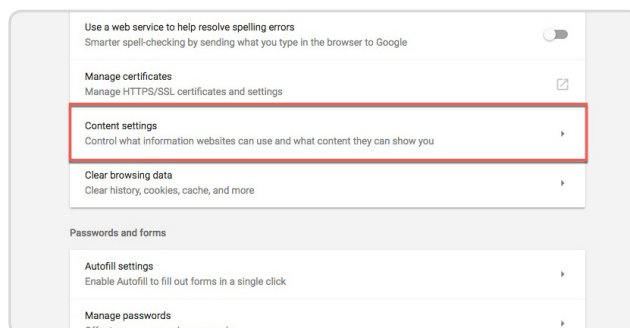 Use a web service to help resolve spelling errors
Smarter spell-checking by sending what you type in the browser to Google
Manage certificates
Manage HTTPS/SSL certificates and settings
Content settings
Control what information websites can use and what content they can show you
Clear browsing data
Clear history, cookies, cache, and more
Passwords and forms
Autofill settings
Enable Autofill to fill out forms in a single click
Manage passwords